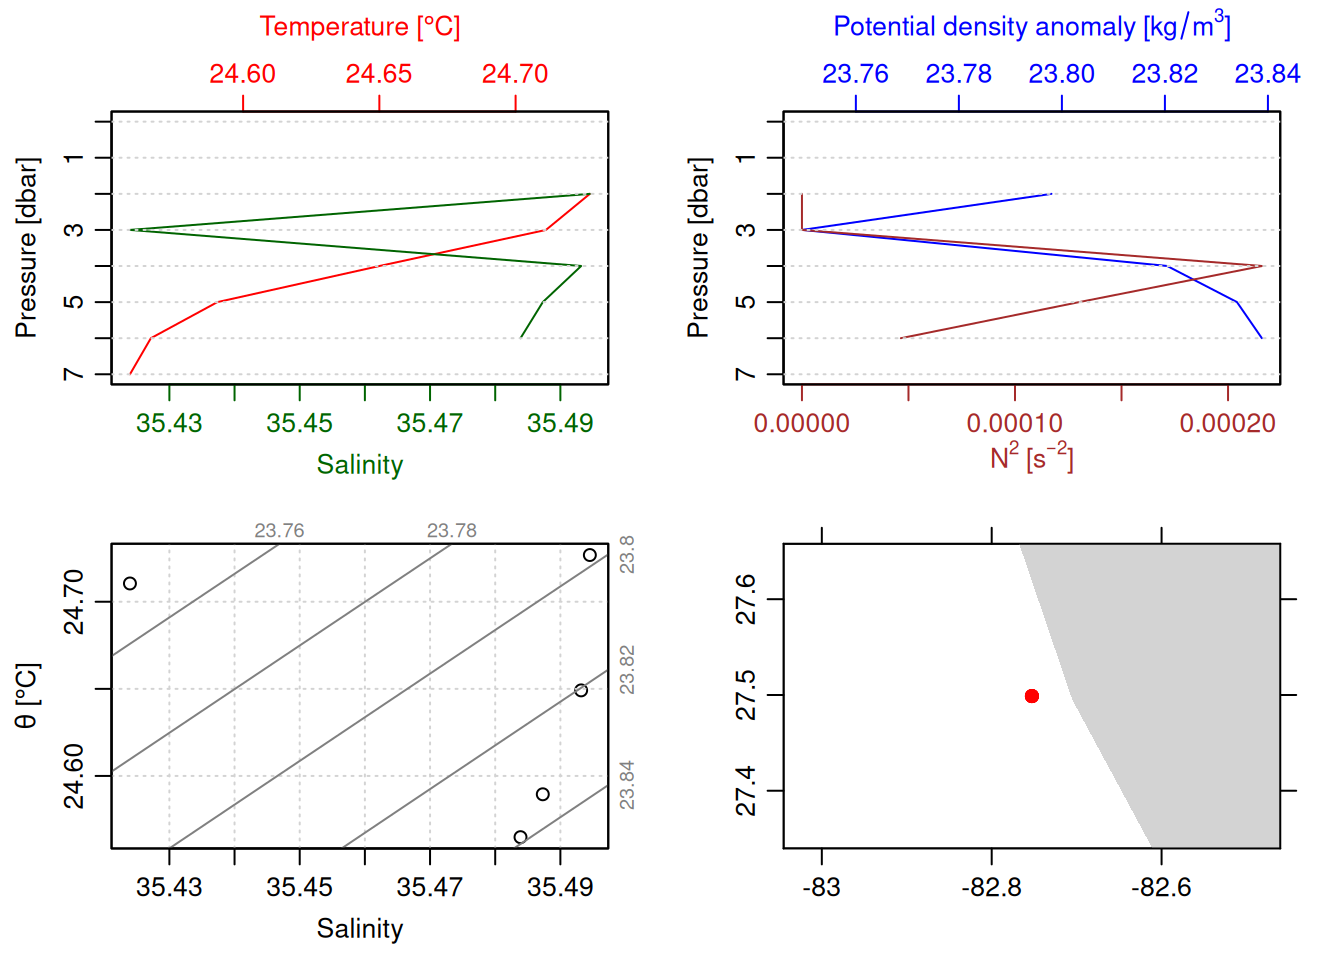 Temperature [°C]
24.60 24.65 24.70
Pressure [dbar]
1
3
5
7
35.43 35.45 35.47 35.49
Salinity
Potential density anomaly [kg/m³]
23.76 23.78 23.80 23.82 23.84
Pressure [dbar]
1
3
5
7
0.00000 0.00010 0.00020
N² [s⁻²]
23.76 23.78
23.8
23.82
23.84
θ [°C]
24.70
24.60
35.43 35.45 35.47 35.49
Salinity
27.6
27.5
27.4
-83 -82.8 -82.6